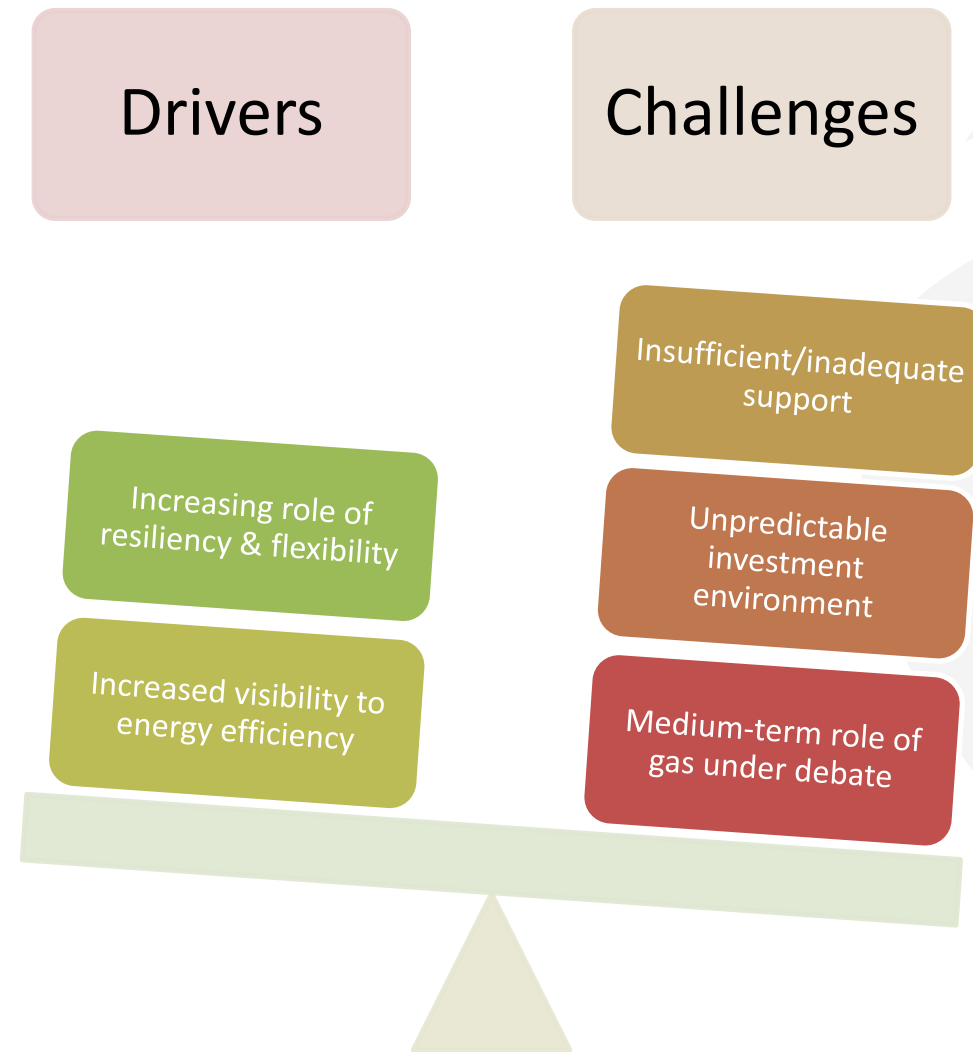 Drivers
Challenges
Increasing role of
resiliency & flexibility
Increased visibility to
energy efficiency
Insufficient/inadequate
support
Unpredictable
investment
environment
Medium-term role of
gas under debate